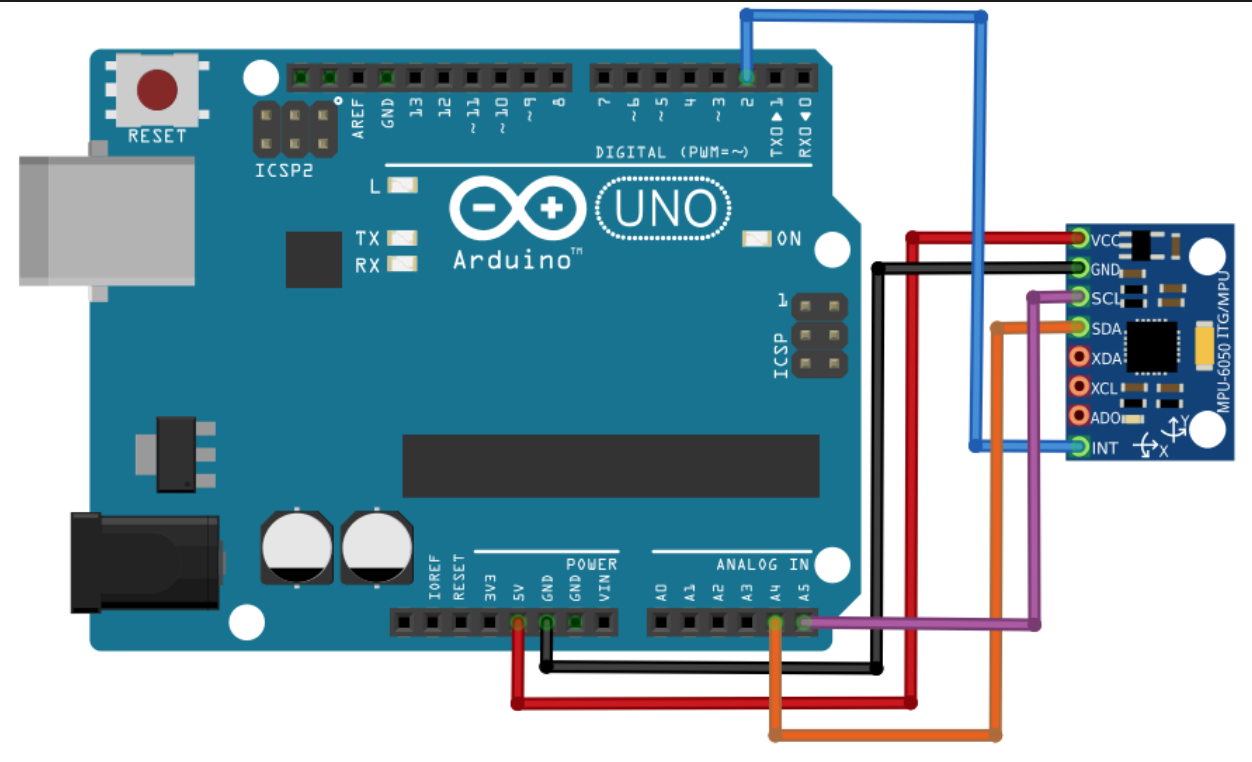 RESET
ICSP2
AREF
GND
13
12
~11
~10
~9
8
7
~6
~5
4
~3
2
TX0▶1
RX0◀0
DIGITAL (PWM=~)
L
TX
RX
Arduino™
UNO
ON
1
ICSP
IOREF
RESET
3V3
5V
GND
GND
VIN
POWER
ANALOG IN
A0
A1
A2
A3
A4
A5
VCC
GND
SCL
SDA
XDA
XCL
ADO
INT
MPU-6050 ITG/MPU
Y
X